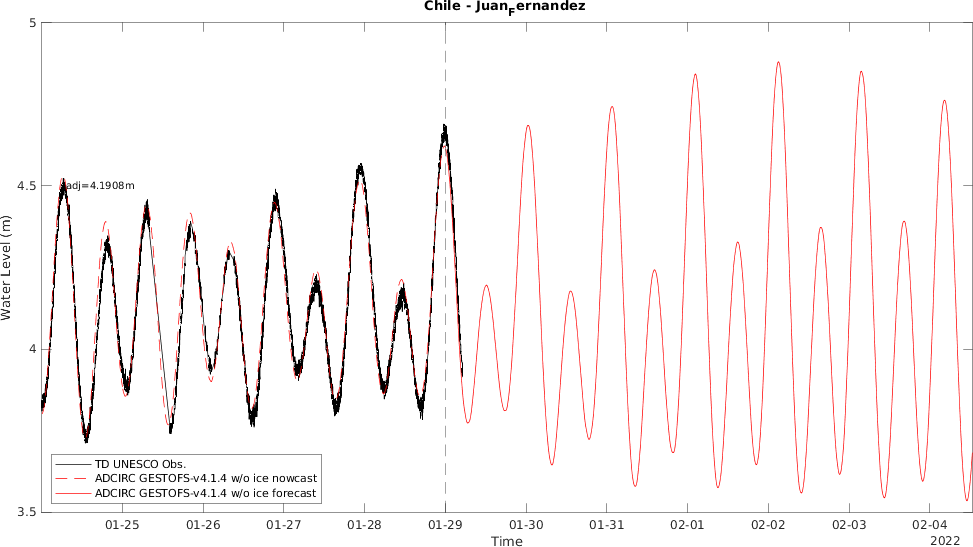 Chile - JuanFernandez
5
4.5
4
3.5
Water Level (m)
adj=4.1908m
TD UNESCO Obs.
ADCIRC GESTOFS-v4.1.4 w/o ice nowcast
ADCIRC GESTOFS-v4.1.4 w/o ice forecast
01-25 01-26 01-27 01-28 01-29 01-30 01-31 02-01 02-02 02-03 02-04
Time
2022